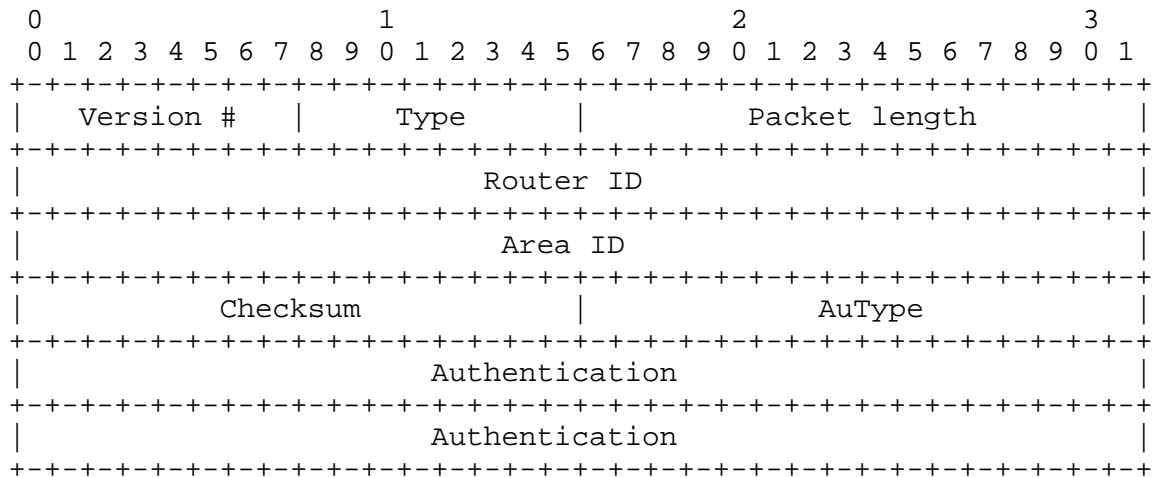 0                   1                   2                   3
 0 1 2 3 4 5 6 7 8 9 0 1 2 3 4 5 6 7 8 9 0 1 2 3 4 5 6 7 8 9 0 1
+-+-+-+-+-+-+-+-+-+-+-+-+-+-+-+-+-+-+-+-+-+-+-+-+-+-+-+-+-+-+-+-+
|   Version #   |     Type      |         Packet length         |
+-+-+-+-+-+-+-+-+-+-+-+-+-+-+-+-+-+-+-+-+-+-+-+-+-+-+-+-+-+-+-+-+
|                          Router ID                            |
+-+-+-+-+-+-+-+-+-+-+-+-+-+-+-+-+-+-+-+-+-+-+-+-+-+-+-+-+-+-+-+-+
|                           Area ID                             |
+-+-+-+-+-+-+-+-+-+-+-+-+-+-+-+-+-+-+-+-+-+-+-+-+-+-+-+-+-+-+-+-+
|           Checksum            |             AuType            |
+-+-+-+-+-+-+-+-+-+-+-+-+-+-+-+-+-+-+-+-+-+-+-+-+-+-+-+-+-+-+-+-+
|                       Authentication                          |
+-+-+-+-+-+-+-+-+-+-+-+-+-+-+-+-+-+-+-+-+-+-+-+-+-+-+-+-+-+-+-+-+
|                       Authentication                          |
+-+-+-+-+-+-+-+-+-+-+-+-+-+-+-+-+-+-+-+-+-+-+-+-+-+-+-+-+-+-+-+-+